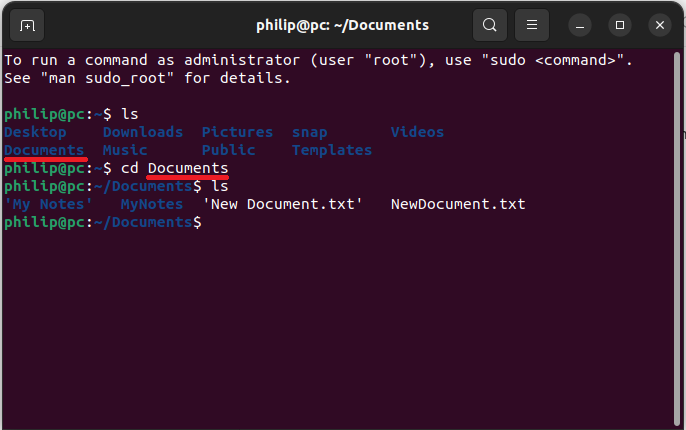 philip@pc: ~/Documents
To run a command as administrator (user "root"), use "sudo <command>".
See "man sudo_root" for details.
philip@pc:~$ ls
Desktop    Downloads  Pictures  snap       Videos
Documents  Music      Public    Templates
philip@pc:~$ cd Documents
philip@pc:~/Documents$ ls
'My Notes'   MyNotes  'New Document.txt'   NewDocument.txt
philip@pc:~/Documents$